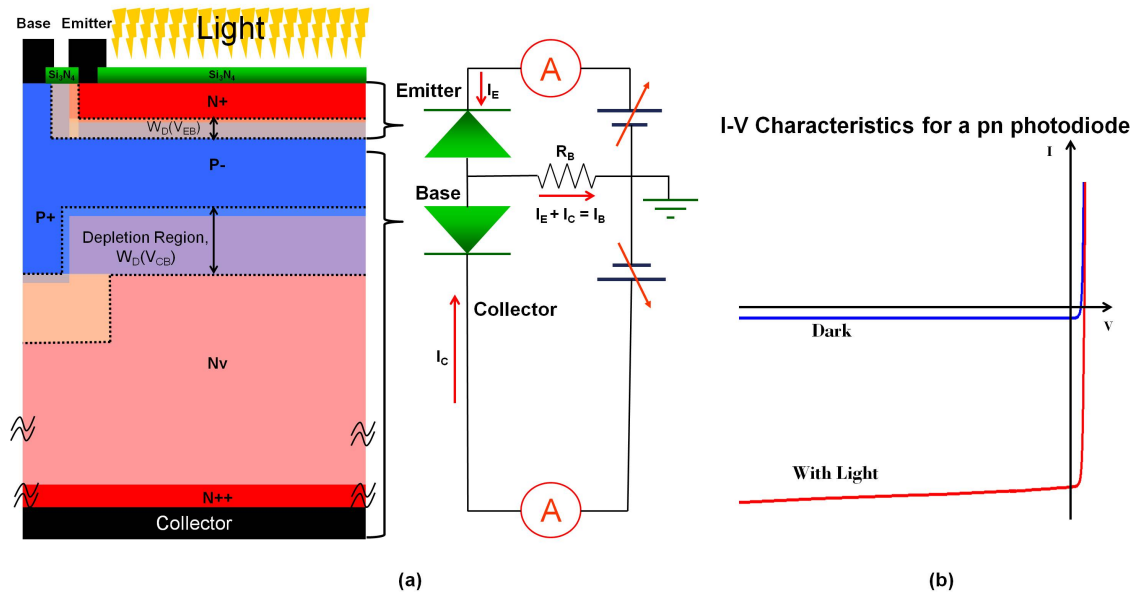 Base Emitter
Light
Si3N4
Si3N4
N+
WD(VEB)
P-
P+
Depletion Region,
WD(VCB)
Nv
N++
Collector
A
Emitter
IE
RB
Base
IE + IC = IB
Collector
IC
A
(a)
I-V Characteristics for a pn photodiode
I
V
Dark
With Light
(b)